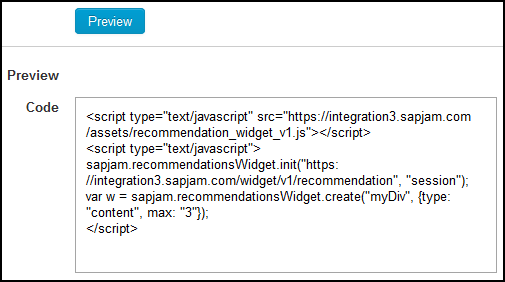 Preview
Preview
Code
<script type="text/javascript" src="https://integration3.sapjam.com
/assets/recommendation_widget_v1.js"></script>
<script type="text/javascript">
sapjam.recommendationsWidget.init("https:
//integration3.sapjam.com/widget/v1/recommendation", "session");
var w = sapjam.recommendationsWidget.create("myDiv", {type:
"content", max: "3"});
</script>